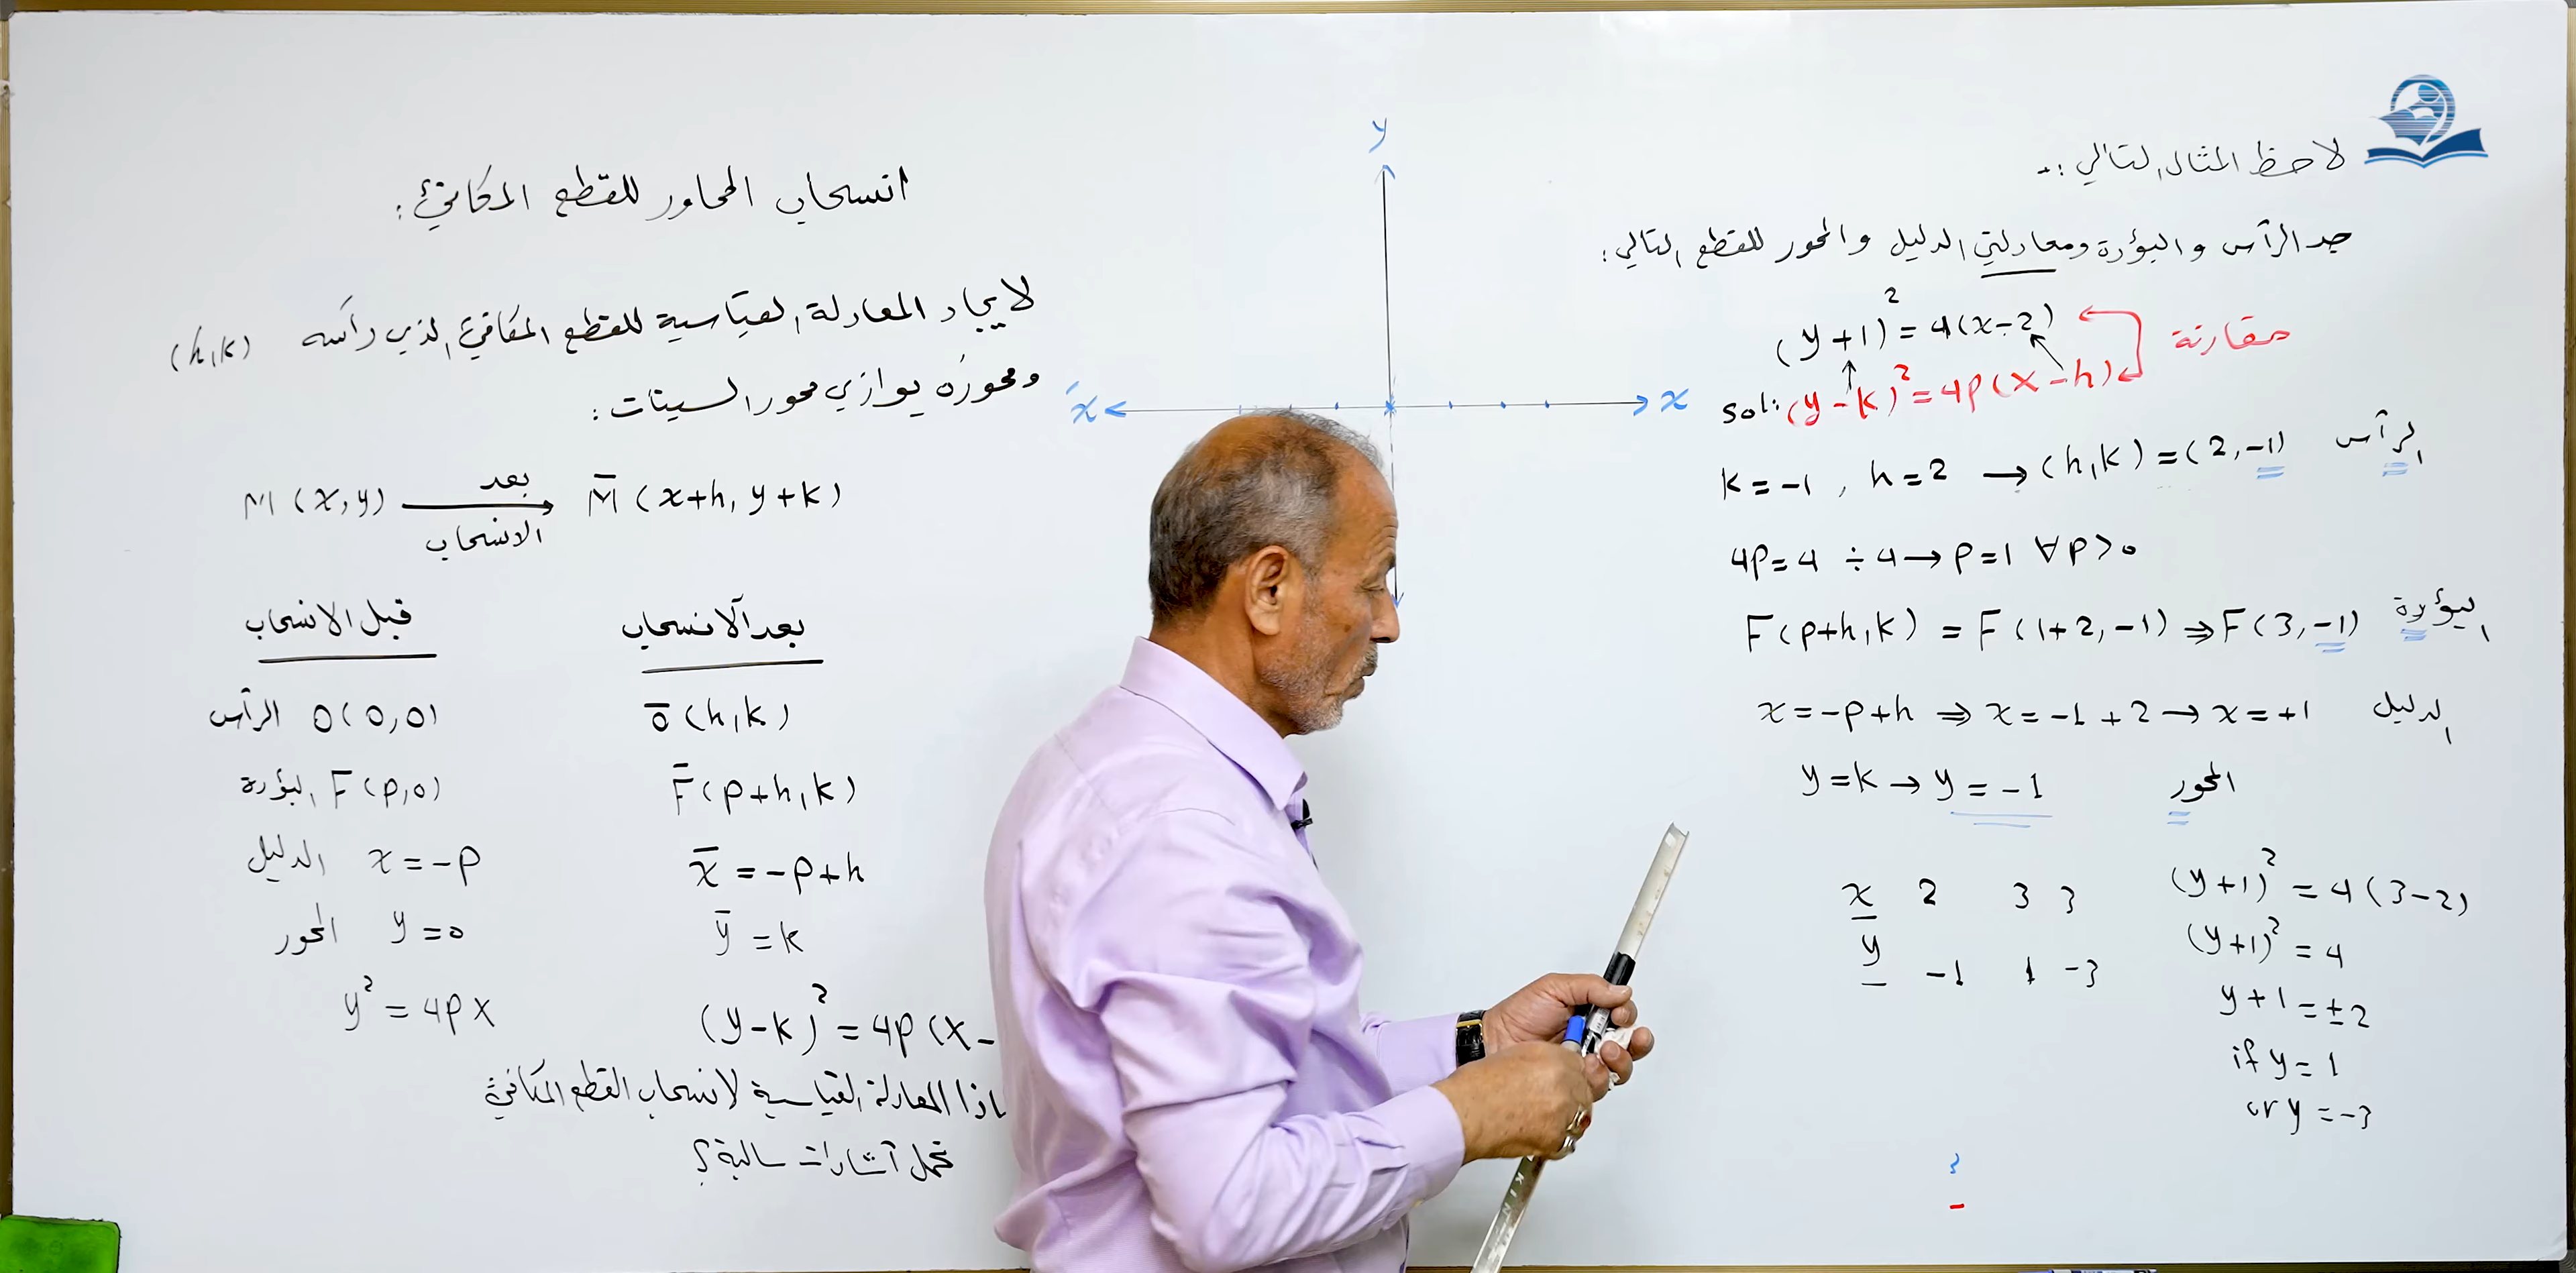 لاحظ المثال التالي :-
جد الرأس والبؤرة ومعادلتي الدليل والمحور للقطع التالي :
(y+1)² = 4(x-2)
مقارنة
sol: (y-k)² = 4p(x-h)
k=-1 , h=2 → (h,k) = (2,-1) الرأس
4p=4 ÷4 → p=1 ∀p>0
F(p+h,k) = F(1+2,-1) ⇒ F(3,-1) البؤرة
x=-p+h ⇒ x=-1+2 → x=+1 الدليل
y=k → y=-1 المحور
x 2 3 3
y -1 1 -3
(y+1)² = 4(3-2)
(y+1)² = 4
y+1=±2
if y=1
or y=-3
y
x
x́
انسحاب المحاور للقطع المكافئ :
لايجاد المعادلة القياسية للقطع المكافئ الذي رأسه (h,k)
ومحوره يوازي محور السينات :
M(x,y) بعد الانسحاب → M̄(x+h, y+k)
قبل الانسحاب بعد الانسحاب
الرأس O(0,0) ō(h,k)
البؤرة F(p,0) F̄(p+h,k)
الدليل x=-p x̄=-p+h
المحور y=0 ȳ=k
y²=4px (y-k)²=4p(x-
المعادلة القياسية لانسحاب القطع المكافئ
تحمل أشارات سالبة؟